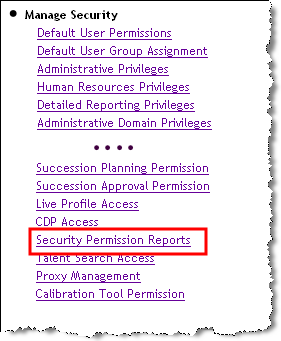 Manage Security
Default User Permissions
Default User Group Assignment
Administrative Privileges
Human Resources Privileges
Detailed Reporting Privileges
Administrative Domain Privileges
Succession Planning Permission
Succession Approval Permission
Live Profile Access
CDP Access
Security Permission Reports
Talent Search Access
Proxy Management
Calibration Tool Permission